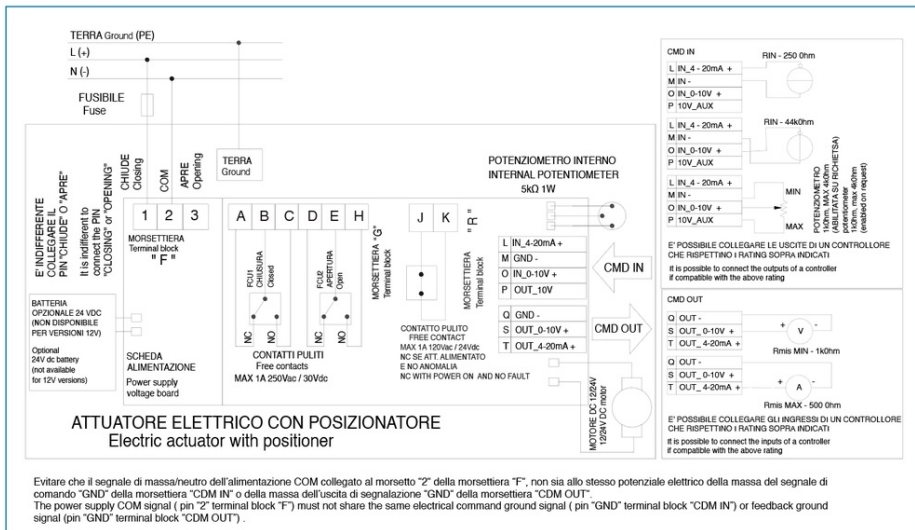 TERRA Ground (PE)
L (+)
N (-)
FUSIBILE
Fuse
E' INDIFFERENTE
COLLEGARE IL
PIN "CHIUDE" O "APRE"
It is indifferent to
connect the PIN
"CLOSING" or "OPENING"
CHIUDE
Closing
COM
APRE
Opening
TERRA
Ground
1 2 3
MORSETTIERA
Terminal block
" F "
A B C D E H
FCU1
CHIUSURA
Closed
FCU2
APERTURA
Open
NC NO NC NO
CONTATTI PULITI
Free contacts
MAX 1A 250Vac / 30Vdc
MORSETTIERA "G"
Terminal block
J K
MORSETTIERA "R"
Terminal block
CONTATTO PULITO
FREE CONTACT
MAX 1A 120Vac / 24Vdc
NC SE ATT. ALIMENTATO
E NO ANOMALIA
NC WITH POWER ON AND NO FAULT
BATTERIA
OPZIONALE 24 VDC
(NON DISPONIBILE
PER VERSIONI 12V)
Optional
24V dc battery
(not available
for 12V versions)
SCHEDA
ALIMENTAZIONE
Power supply
voltage board
POTENZIOMETRO INTERNO
INTERNAL POTENTIOMETER
5kΩ 1W
L IN_4-20mA +
M GND -
O IN_0-10V +
P OUT_10V
CMD IN
Q GND -
S OUT_0-10V +
T OUT_4-20mA +
CMD OUT
MOTORE DC 12/24V
12/24V DC motor
ATTUATORE ELETTRICO CON POSIZIONATORE
Electric actuator with positioner
CMD IN
RIN - 250 Ohm
L IN_4 - 20mA +
M IN -
O IN_0-10V +
P 10V_AUX
RIN - 44kOhm
L IN_4 - 20mA +
M IN -
O IN_0-10V +
P 10V_AUX
L IN_4 - 20mA +
M IN -
O IN_0-10V +
P 10V_AUX
MIN
MAX
POTENZIOMETRO
1kOhm, MAX 4kOhm
(ABILITATA SU RICHIETSA)
potentiometer
1kOhm, max 4kOhm
(enabled on request)
E' POSSIBILE COLLEGARE LE USCITE DI UN CONTROLLORE
CHE RISPETTINO I RATING SOPRA INDICATI
it is possible to connect the outputs of a controller
if compatible with the above rating
CMD OUT
Q OUT -
S OUT_ 0-10V +
T OUT_ 4-20mA +
+ V -
Rmis MIN - 1kOhm
Q OUT -
S OUT_ 0-10V +
T OUT_ 4-20mA +
+ A -
Rmis MAX - 500 Ohm
E' POSSIBILE COLLEGARE GLI INGRESSI DI UN CONTROLLORE
CHE RISPETTINO I RATING SOPRA INDICATI
it is possible to connect the inputs of a controller
if compatible with the above rating
Evitare che il segnale di massa/neutro dell'alimentazione COM collegato al morsetto "2" della morsettiera "F", non sia allo stesso potenziale elettrico della massa del segnale di
comando "GND" della morsettiera "CDM IN" o della massa dell'uscita di segnalazione "GND" della morsettiera "CDM OUT".
The power supply COM signal ( pin "2" terminal block "F") must not share the same electrical command ground signal ( pin "GND" terminal block "CDM IN") or feedback ground
signal (pin "GND" terminal block "CDM OUT") .